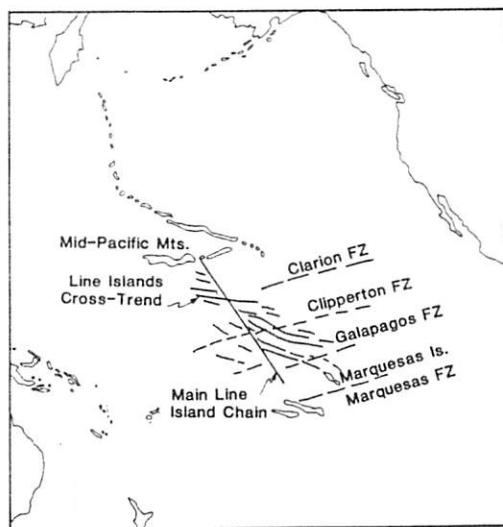 Mid-Pacific Mts.
Clarion FZ
Line Islands
Cross-Trend
Clipperton FZ
Galapagos FZ
Marquesas Is.
Marquesas FZ
Main Line
Island Chain